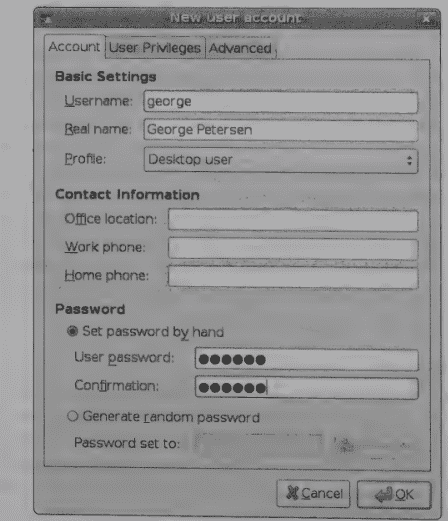 New user account
Account User Privileges Advanced
Basic Settings
Username: george
Real name: George Petersen
Profile: Desktop user
Contact Information
Office location:
Work phone:
Home phone:
Password
Set password by hand
User password: ●●●●●●
Confirmation: ●●●●●●
Generate random password
Password set to:
Cancel OK